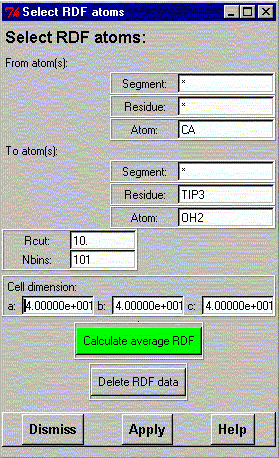 Select RDF atoms
Select RDF atoms:
From atom(s):
Segment: *
Residue: *
Atom: CA
To atom(s):
Segment: *
Residue: TIP3
Atom: OH2
Rcut: 10.
Nbins: 101
Cell dimension:
a: 4.00000e+001 b: 4.00000e+001 c: 4.00000e+001
Calculate average RDF
Delete RDF data
Dismiss Apply Help